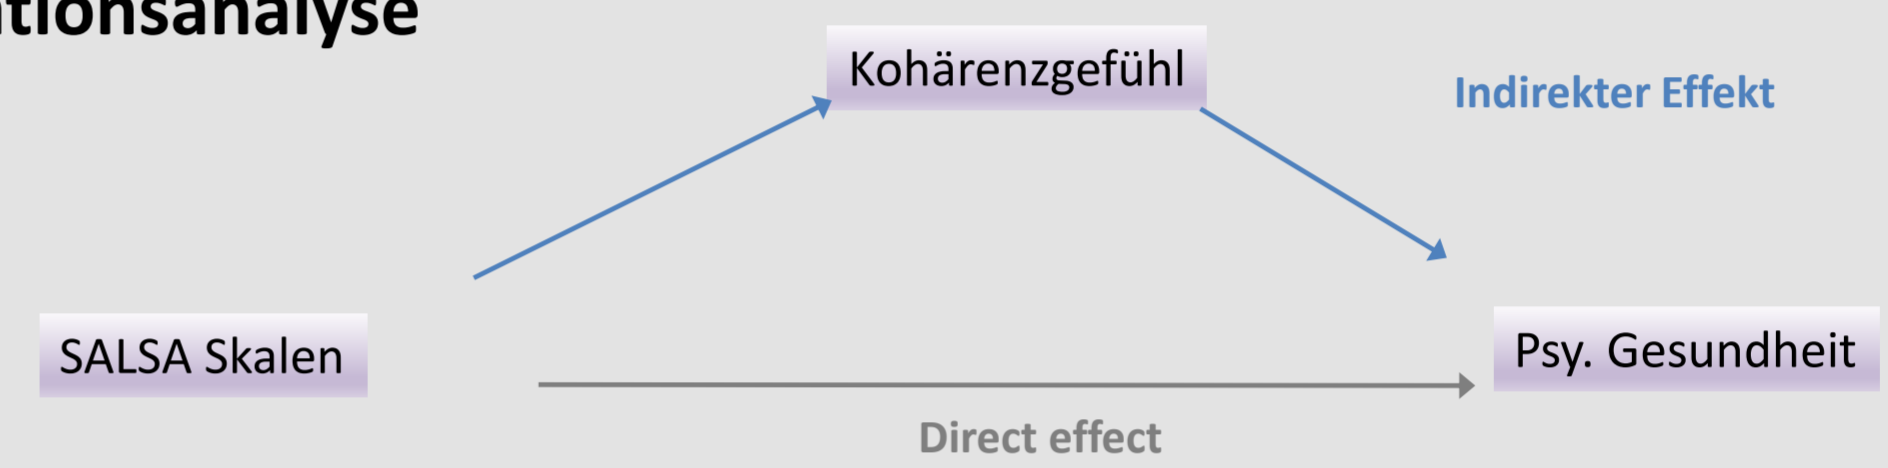 tionsanalyse
Kohärenzgefühl
Indirekter Effekt
SALSA Skalen
Psy. Gesundheit
Direct effect